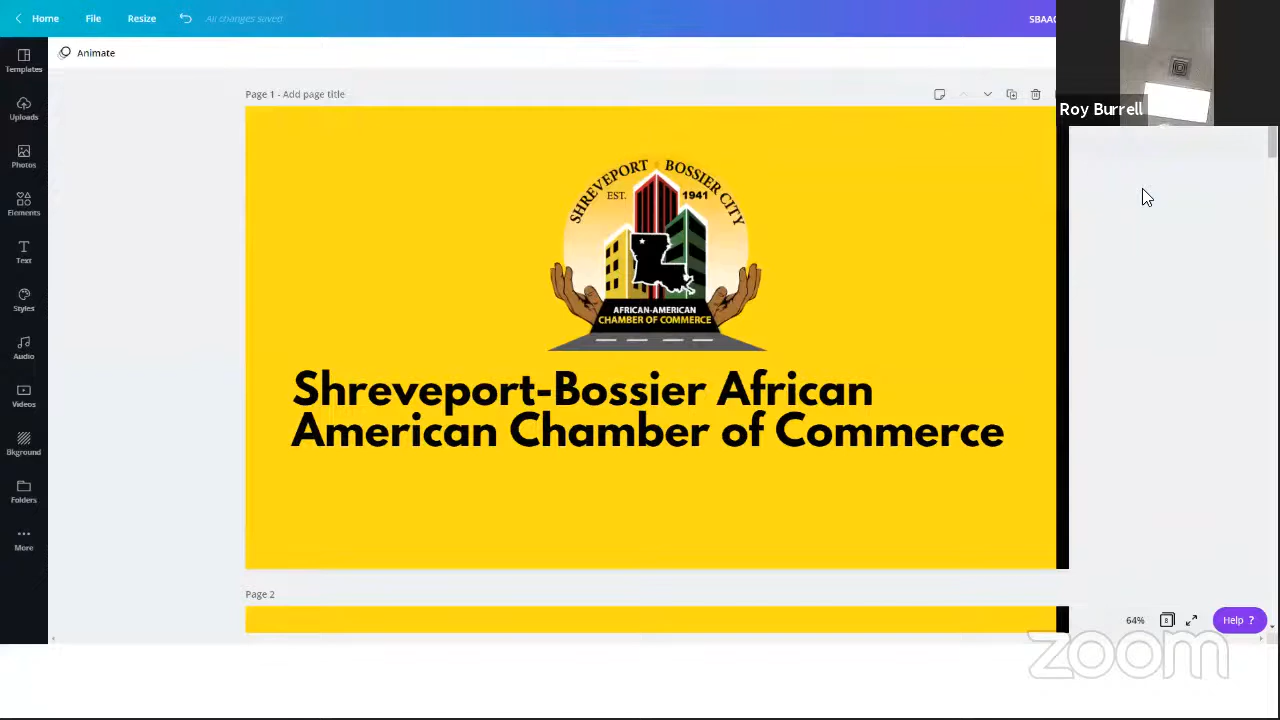 Home
File
Resize
All changes saved
SBAAC
Animate
Templates
Uploads
Photos
Elements
Text
Styles
Audio
Videos
Bkground
Folders
More
Page 1 - Add page title
SHREVEPORT BOSSIER CITY
EST. 1941
AFRICAN-AMERICAN
CHAMBER OF COMMERCE
Shreveport-Bossier African
American Chamber of Commerce
Page 2
Roy Burrell
64%
8
Help ?
zoom